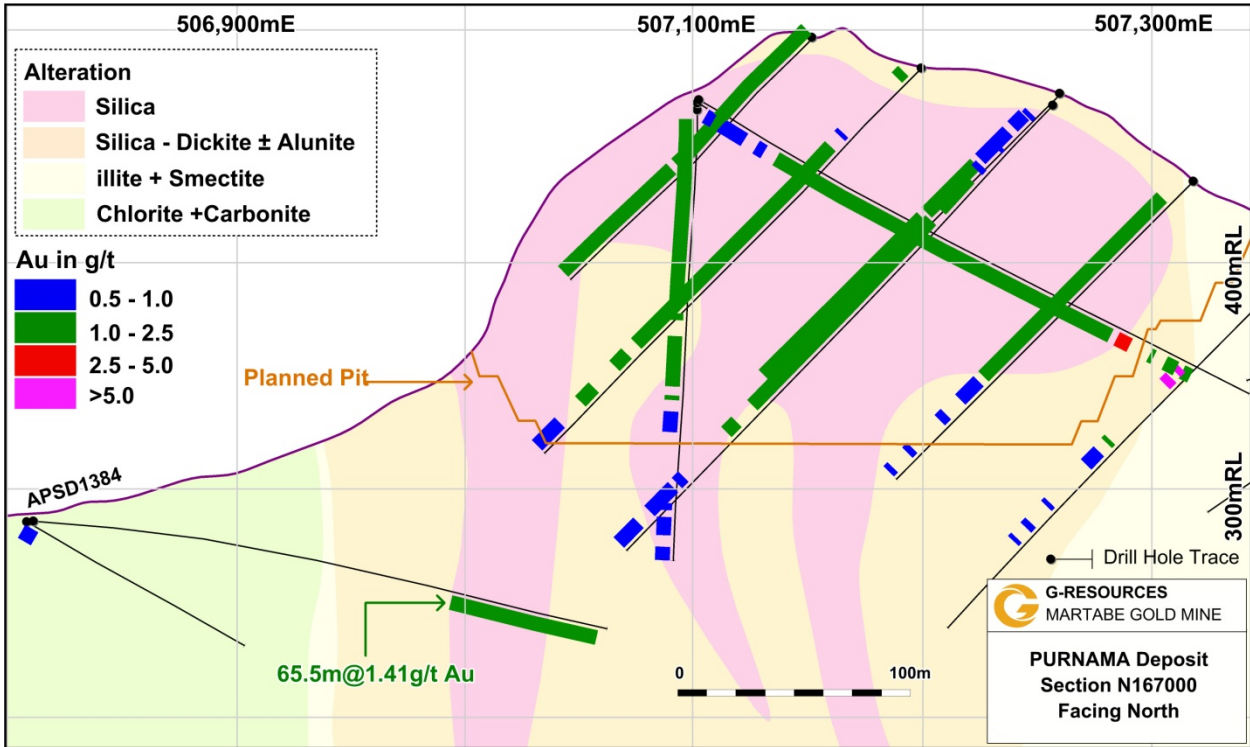 506,900mE
507,100mE
507,300mE
Alteration
Silica
Silica - Dickite ± Alunite
illite + Smectite
Chlorite +Carbonite
Au in g/t
0.5 - 1.0
1.0 - 2.5
2.5 - 5.0
>5.0
Planned Pit
400mRL
300mRL
APSD1384
65.5m@1.41g/t Au
0 100m
Drill Hole Trace
G-RESOURCES
MARTABE GOLD MINE
PURNAMA Deposit
Section N167000
Facing North